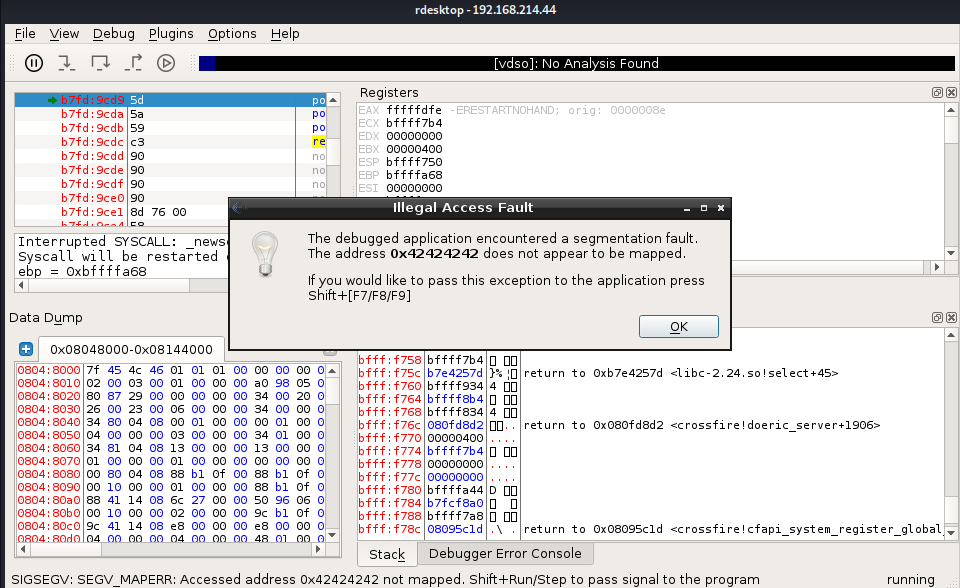 rdesktop - 192.168.214.44
File View Debug Plugins Options Help
[vdso]: No Analysis Found
b7fd:9cd9 5d po
b7fd:9cda 5a po
b7fd:9cdb 59 po
b7fd:9cdc c3 re
b7fd:9cdd 90 no
b7fd:9cde 90 no
b7fd:9cdf 90 no
b7fd:9ce0 90
b7fd:9ce1 8d 76 00
b7fd:9ce4 58
Interrupted SYSCALL: _news
Syscall will be restarted
ebp = 0xbffffa68
Registers
EAX fffffdfe -ERESTARTNOHAND; orig: 0000008e
ECX bffff7b4
EDX 00000000
EBX 00000400
ESP bffff750
EBP bffffa68
ESI 00000000
Illegal Access Fault
The debugged application encountered a segmentation fault.
The address 0x42424242 does not appear to be mapped.
If you would like to pass this exception to the application press
Shift+[F7/F8/F9]
OK
Data Dump
0x08048000-0x08144000
0804:8000 7f 45 4c 46 01 01 01 00 00 00 00 0
0804:8010 02 00 03 00 01 00 00 00 a0 98 05 0
0804:8020 80 87 29 00 00 00 00 00 34 00 20 0
0804:8030 26 00 23 00 06 00 00 00 34 00 00 0
0804:8040 34 80 04 08 00 01 00 00 00 01 00 0
0804:8050 04 00 00 00 03 00 00 00 34 01 00 0
0804:8060 34 81 04 08 13 00 00 00 13 00 00 0
0804:8070 01 00 00 00 01 00 00 00 00 00 00 0
0804:8080 00 80 04 08 88 b1 0f 00 88 b1 0f 0
0804:8090 00 10 00 00 01 00 00 00 88 b1 0f 0
0804:80a0 88 41 14 08 6c 27 00 00 50 96 06 0
0804:80b0 00 10 00 00 02 00 00 00 9c b1 0f 0
0804:80c0 9c 41 14 08 e8 00 00 00 e8 00 00 0
0804:80d0 04 00 00 00 04 00 00 00 48 01 00 0
bfff:f758 bffff7b4
bfff:f75c b7e4257d }%¦ return to 0xb7e4257d <libc-2.24.so!select+45>
bfff:f760 bffff934 4
bfff:f764 bffff8b4
bfff:f768 bffff834 4
bfff:f76c 080fd8d2 .. return to 0x080fd8d2 <crossfire!doeric_server+1906>
bfff:f770 00000400 ....
bfff:f774 bffff7b4
bfff:f778 00000000 ....
bfff:f77c 00000000 ....
bfff:f780 bffffa44 D
bfff:f784 b7fcf8a0
bfff:f788 bffff7a8
bfff:f78c 08095c1d .\ . return to 0x08095c1d <crossfire!cfapi_system_register_global_
Stack
Debugger Error Console
SIGSEGV: SEGV_MAPERR: Accessed address 0x42424242 not mapped. Shift+Run/Step to pass signal to the program
running